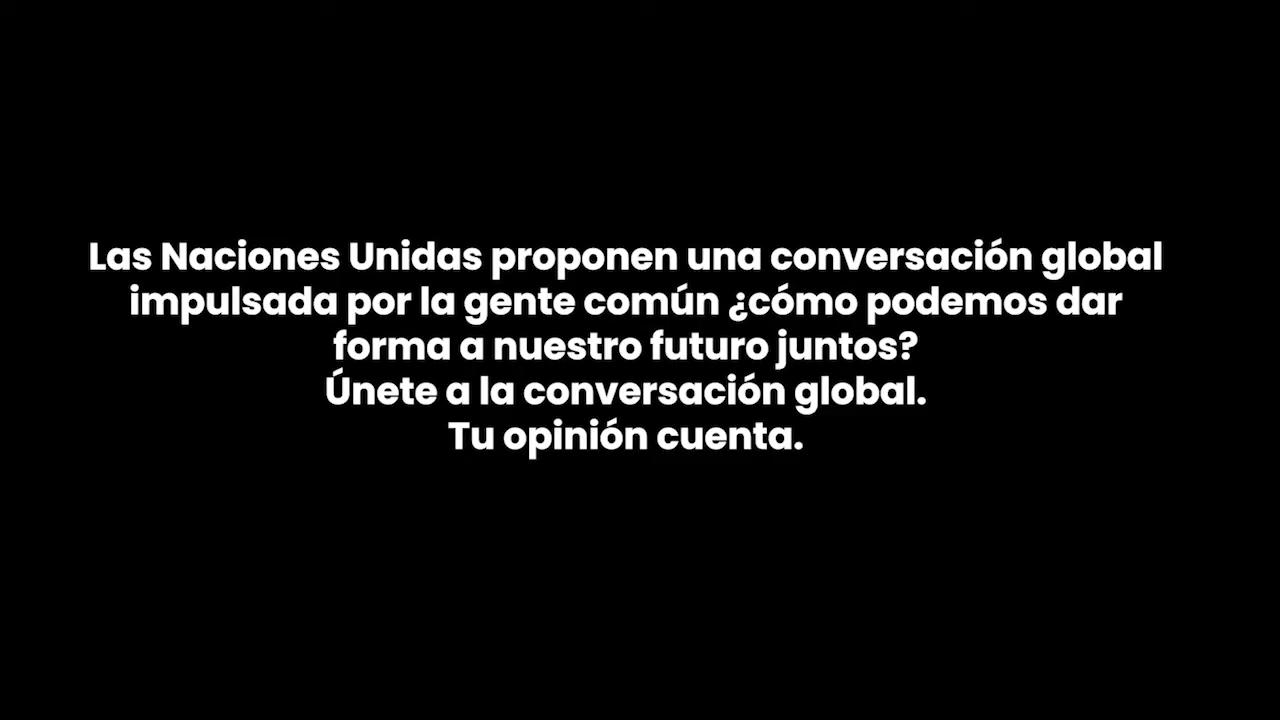 Las Naciones Unidas proponen una conversación global
impulsada por la gente común ¿cómo podemos dar
forma a nuestro futuro juntos?
Únete a la conversación global.
Tu opinión cuenta.